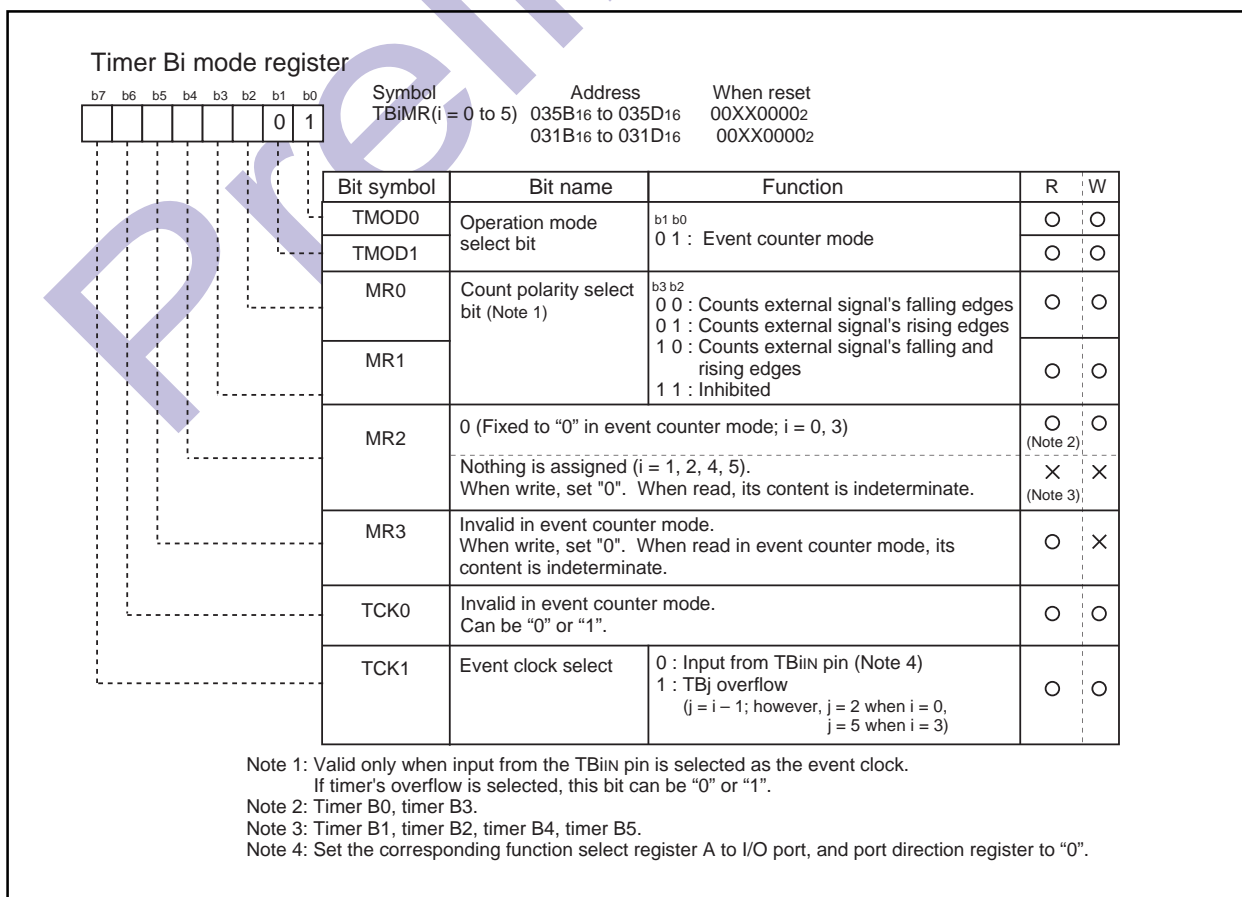 Timer Bi mode register
b7 b6 b5 b4 b3 b2 b1 b0
0 1
Symbol Address When reset
TBiMR(i = 0 to 5) 035B16 to 035D16 00XX00002
031B16 to 031D16 00XX00002
Bit symbol Bit name Function R W
TMOD0
TMOD1
Operation mode
select bit
b1 b0
0 1 : Event counter mode
MR0
MR1
Count polarity select
bit (Note 1)
b3 b2
0 0 : Counts external signal's falling edges
0 1 : Counts external signal's rising edges
1 0 : Counts external signal's falling and
rising edges
1 1 : Inhibited
MR2
0 (Fixed to “0” in event counter mode; i = 0, 3)
(Note 2)
Nothing is assigned (i = 1, 2, 4, 5).
When write, set "0". When read, its content is indeterminate.
(Note 3)
MR3
Invalid in event counter mode.
When write, set "0". When read in event counter mode, its
content is indeterminate.
TCK0
Invalid in event counter mode.
Can be “0” or “1”.
TCK1
Event clock select
0 : Input from TBiIN pin (Note 4)
1 : TBj overflow
(j = i – 1; however, j = 2 when i = 0,
j = 5 when i = 3)
Note 1: Valid only when input from the TBiIN pin is selected as the event clock.
If timer's overflow is selected, this bit can be “0” or “1”.
Note 2: Timer B0, timer B3.
Note 3: Timer B1, timer B2, timer B4, timer B5.
Note 4: Set the corresponding function select register A to I/O port, and port direction register to “0”.
Prel